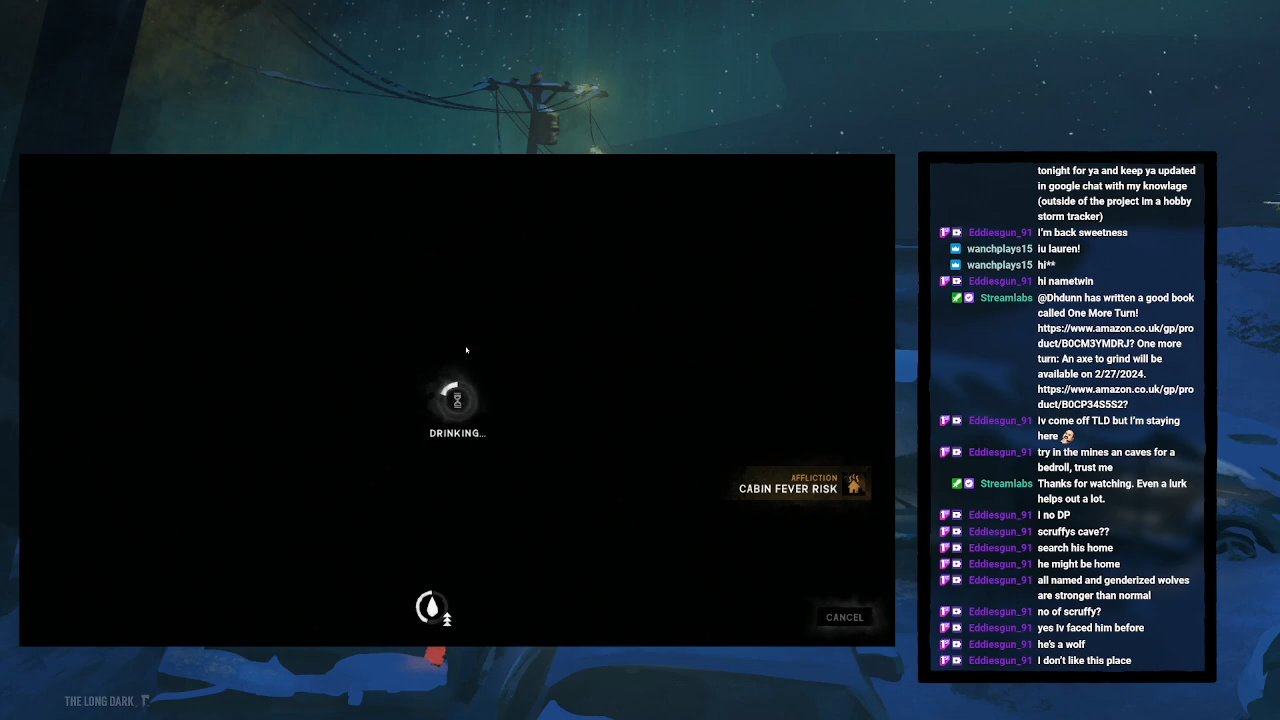 DRINKING...
AFFLICTION
CABIN FEVER RISK
CANCEL
THE LONG DARK
tonight for ya and keep ya updated
in google chat with my knowlage
(outside of the project im a hobby
storm tracker)
Eddiesgun_91 I'm back sweetness
wanchplays15 iu lauren!
wanchplays15 hi**
Eddiesgun_91 hi nametwin
Streamlabs @Dhdunn has written a good book
called One More Turn!
https://www.amazon.co.uk/gp/pro
duct/B0CM3YMDRJ? One more
turn: An axe to grind will be
available on 2/27/2024.
https://www.amazon.co.uk/gp/pro
duct/B0CP34S5S2?
Eddiesgun_91 Iv come off TLD but I'm staying
here
Eddiesgun_91 try in the mines an caves for a
bedroll, trust me
Streamlabs Thanks for watching. Even a lurk
helps out a lot.
Eddiesgun_91 I no DP
Eddiesgun_91 scruffys cave??
Eddiesgun_91 search his home
Eddiesgun_91 he might be home
Eddiesgun_91 all named and genderized wolves
are stronger than normal
Eddiesgun_91 no of scruffy?
Eddiesgun_91 yes Iv faced him before
Eddiesgun_91 he's a wolf
Eddiesgun_91 I don't like this place